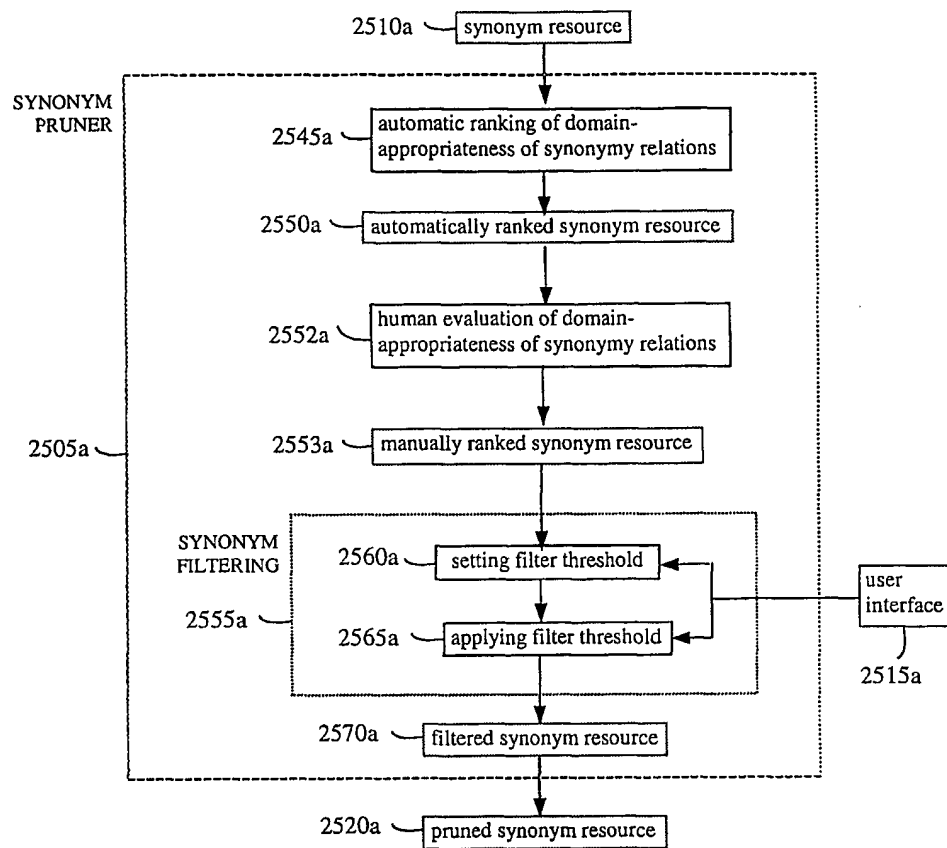 2510a
synonym resource
SYNONYM
PRUNER
2545a
automatic ranking of domain-
appropriateness of synonymy relations
2550a
automatically ranked synonym resource
2552a
human evaluation of domain-
appropriateness of synonymy relations
2505a
2553a
manually ranked synonym resource
SYNONYM
FILTERING
2560a
setting filter threshold
2555a
2565a
applying filter threshold
user
interface
2515a
2570a
filtered synonym resource
2520a
pruned synonym resource